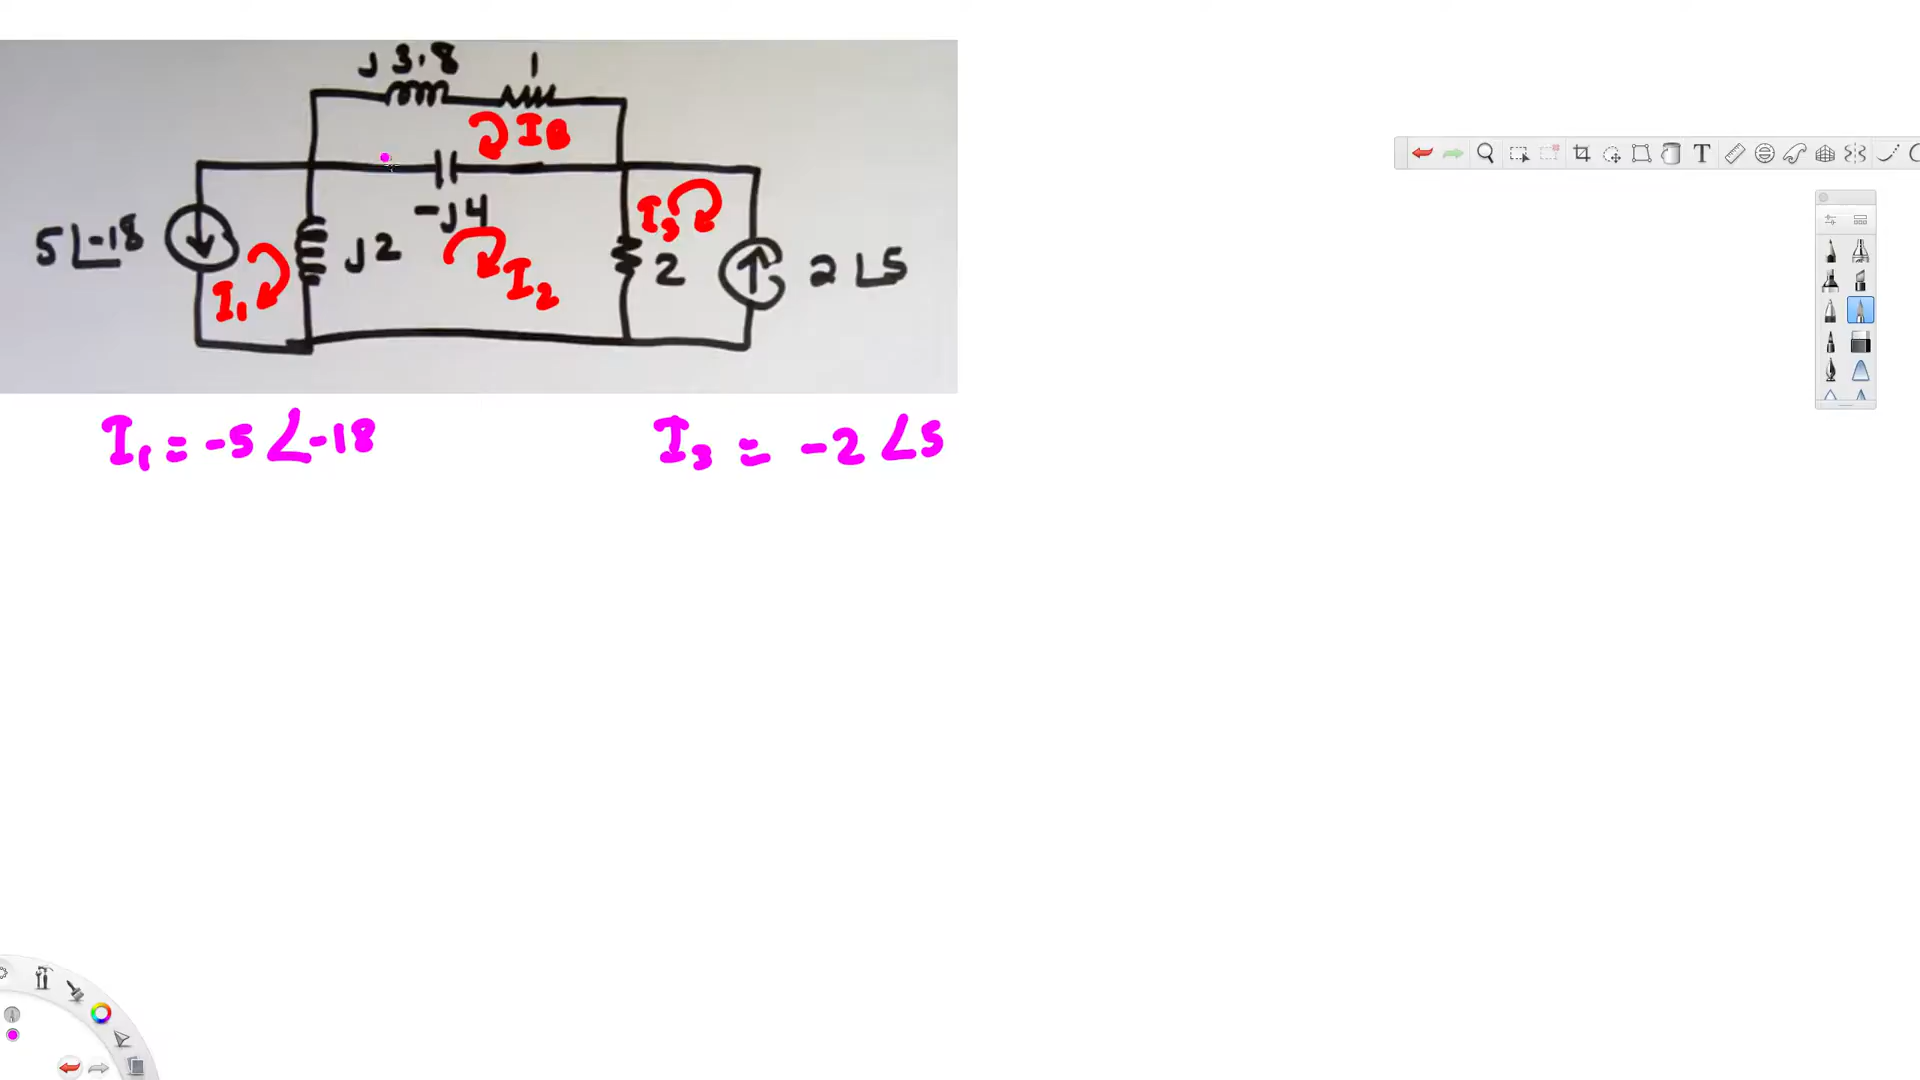 j3.8 1
I8
-j4
5∠-18 I₁ j2 I₂ I₃ 2 2∠5
I₁ = -5∠-18 I₃ = -2∠5
T